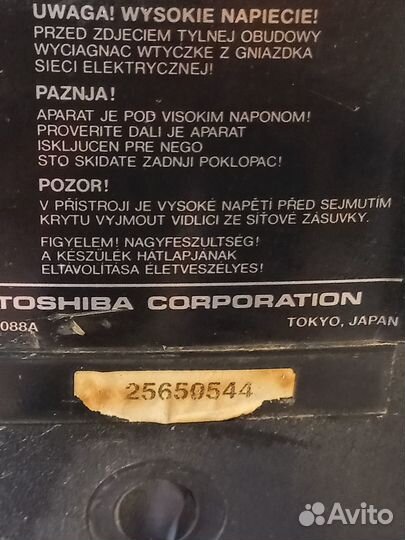 UWAGA! WYSOKIE NAPIECIE!
PRZED ZDJECIEM TYLNEJ OBUDOWY
WYCIAGNAC WTYCZKE Z GNIAZDKA
SIECI ELEKTRYCZNEJ!
PAZNJA!
APARAT JE POD VISOKIM NAPONOM!
PROVERITE DALI JE APARAT
ISKLJUCEN PRE NEGO
STO SKIDATE ZADNJI POKLOPAC!
POZOR!
V PŘÍSTROJI JE VYSOKÉ NAPĚTÍ PŘED SEJMUTÍM
KRYTU VYJMOUT VIDLICI ZE SÍŤOVÉ ZÁSUVKY.
FIGYELEM! NAGYFESZULTSÉG!
A KÉSZÜLÉK HATLAPJÁNAK
ELTÁVOLITÁSA ÉLETVESZÉLYES!
TOSHIBA CORPORATION
088A TOKYO, JAPAN
25650544
Avito